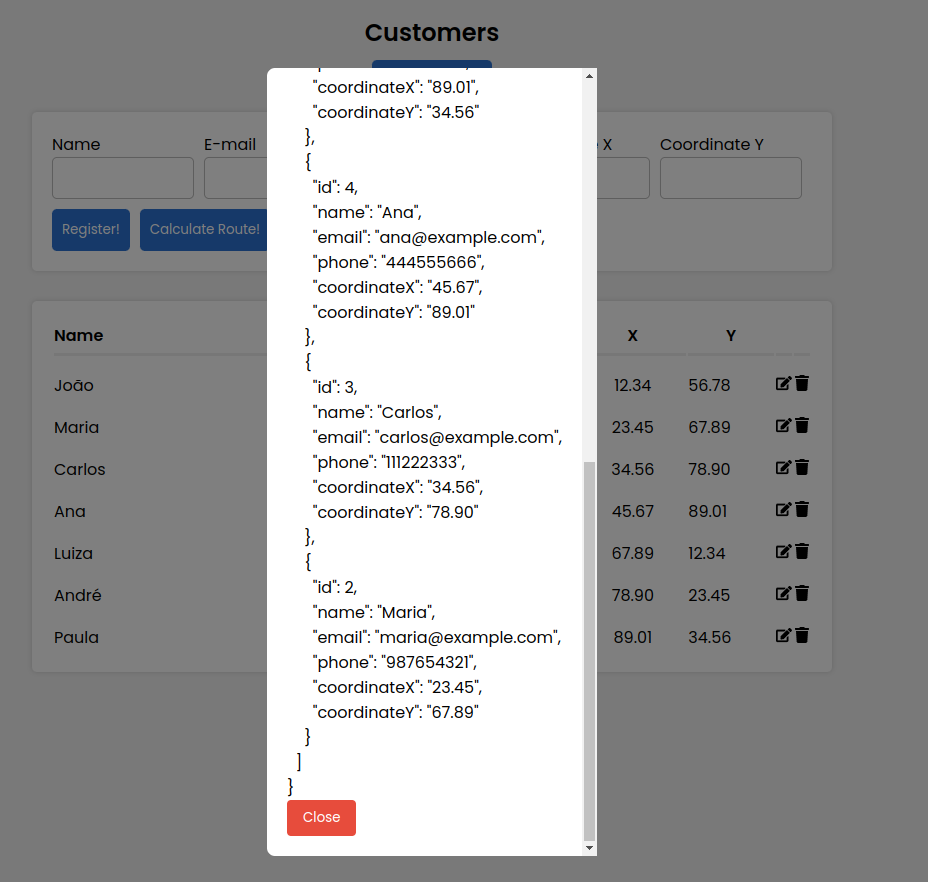 Customers
"coordinateX": "89.01",
"coordinateY": "34.56"
},
{
"id": 4,
"name": "Ana",
"email": "ana@example.com",
"phone": "444555666",
"coordinateX": "45.67",
"coordinateY": "89.01"
},
{
"id": 3,
"name": "Carlos",
"email": "carlos@example.com",
"phone": "111222333",
"coordinateX": "34.56",
"coordinateY": "78.90"
},
{
"id": 2,
"name": "Maria",
"email": "maria@example.com",
"phone": "987654321",
"coordinateX": "23.45",
"coordinateY": "67.89"
}
]
}
Close
Name E-mail X Coordinate Y
Register! Calculate Route!
Name X Y
João 12.34 56.78
Maria 23.45 67.89
Carlos 34.56 78.90
Ana 45.67 89.01
Luiza 67.89 12.34
André 78.90 23.45
Paula 89.01 34.56